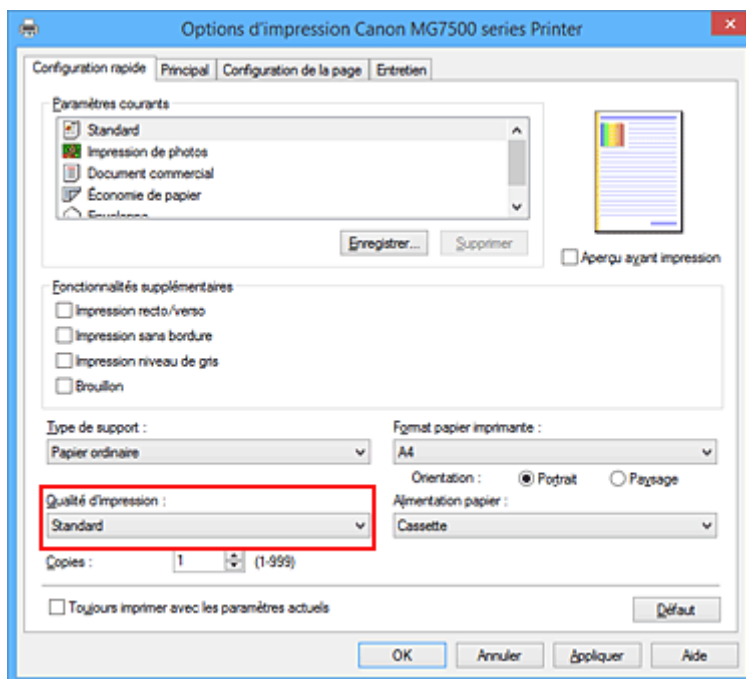 Options d'impression Canon MG7500 series Printer
Configuration rapide Principal Configuration de la page Entretien
Paramètres courants
Standard
Impression de photos
Document commercial
Économie de papier
Enregistrer... Supprimer
Aperçu avant impression
Fonctionnalités supplémentaires
Impression recto/verso
Impression sans bordure
Impression niveau de gris
Brouillon
Type de support : Format papier imprimante :
Papier ordinaire A4
Orientation : Portrait Paysage
Qualité d'impression : Alimentation papier :
Standard Cassette
Copies : 1 (1-999)
Toujours imprimer avec les paramètres actuels Défaut
OK Annuler Appliquer Aide